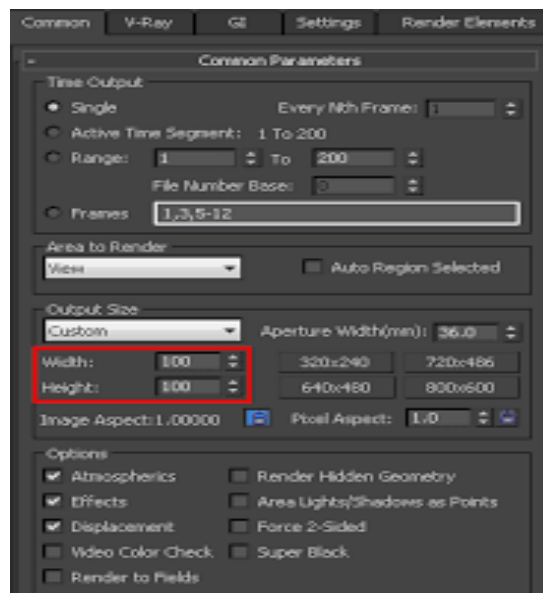 Common V-Ray GI Settings Render Elements
- Common Parameters
Time Output
Single Every Nth Frame: 1
Active Time Segment: 1 To 200
Range: 1 To 200
File Number Base: 0
Frames 1,3,5-12
Area to Render
View Auto Region Selected
Output Size
Custom Aperture Width(mm): 36.0
Width: 100 320x240 720x486
Height: 100 640x480 800x600
Image Aspect: 1.00000 Pixel Aspect: 1.0
Options
Atmospherics Render Hidden Geometry
Effects Area Lights/Shadows as Points
Displacement Force 2-Sided
Video Color Check Super Black
Render to Fields